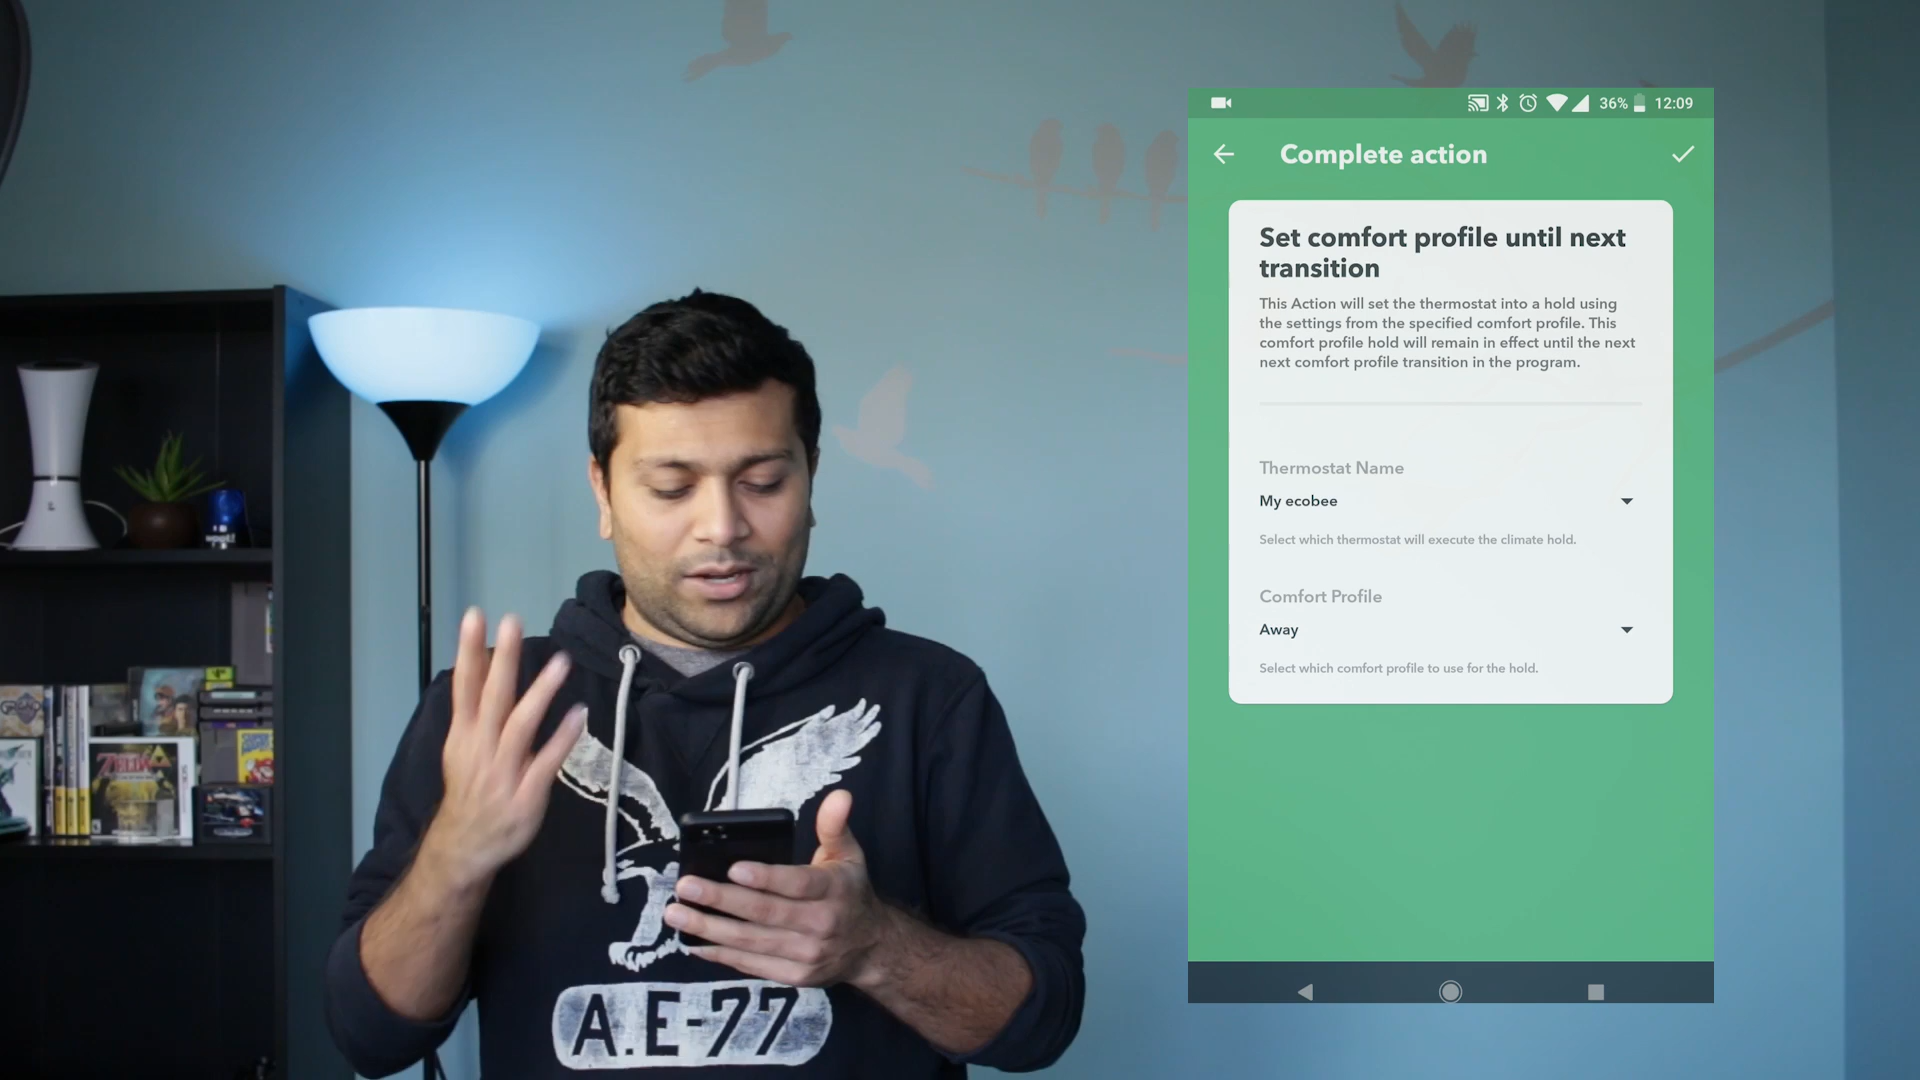 36% 12:09
Complete action
Set comfort profile until next
transition
This Action will set the thermostat into a hold using
the settings from the specified comfort profile. This
comfort profile hold will remain in effect until the next
next comfort profile transition in the program.
Thermostat Name
My ecobee
Select which thermostat will execute the climate hold.
Comfort Profile
Away
Select which comfort profile to use for the hold.
woot!
ZELDA
A.E-77